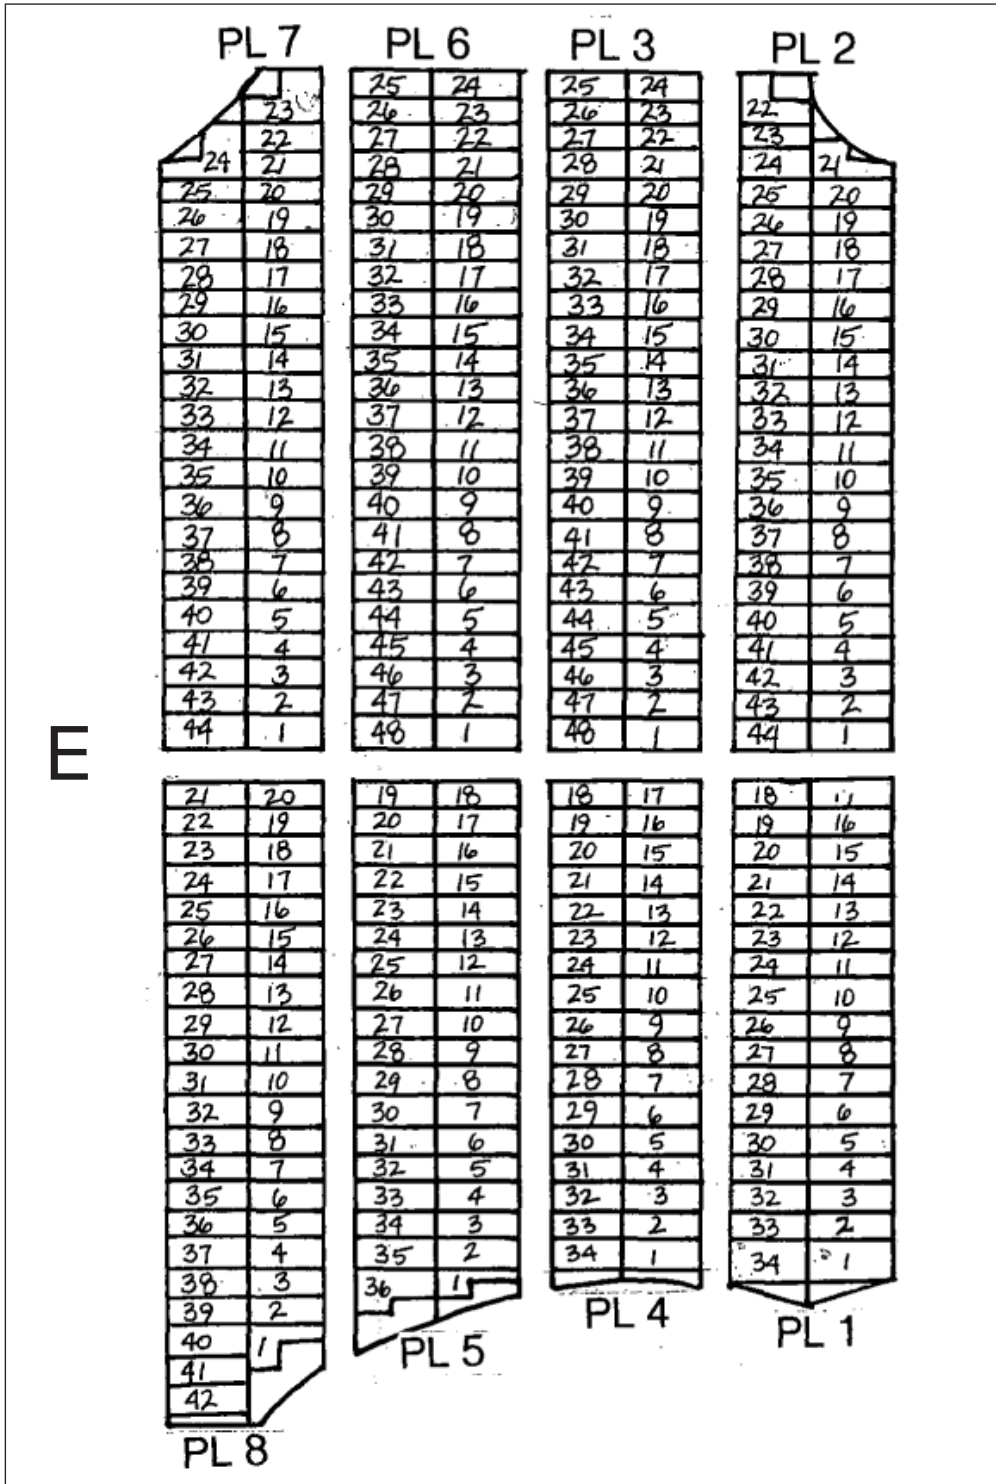 PL 7 PL 6 PL 3 PL 2
25 24 25 24
23 26 23 26 23 22
22 27 22 27 22 23
24 21 28 21 28 21 24 21
25 20 29 20 29 20 25 20
26 19 30 19 30 19 26 19
27 18 31 18 31 18 27 18
28 17 32 17 32 17 28 17
29 16 33 16 33 16 29 16
30 15 34 15 34 15 30 15
31 14 35 14 35 14 31 14
32 13 36 13 36 13 32 13
33 12 37 12 37 12 33 12
34 11 38 11 38 11 34 11
35 10 39 10 39 10 35 10
36 9 40 9 40 9 36 9
37 8 41 8 41 8 37 8
38 7 42 7 42 7 38 7
39 6 43 6 43 6 39 6
40 5 44 5 44 5 40 5
41 4 45 4 45 4 41 4
42 3 46 3 46 3 42 3
43 2 47 2 47 2 43 2
44 1 48 1 48 1 44 1
E
21 20 19 18 18 17 18
22 19 20 17 19 16 19 16
23 18 21 16 20 15 20 15
24 17 22 15 21 14 21 14
25 16 23 14 22 13 22 13
26 15 24 13 23 12 23 12
27 14 25 12 24 11 24 11
28 13 26 11 25 10 25 10
29 12 27 10 26 9 26 9
30 11 28 9 27 8 27 8
31 10 29 8 28 7 28 7
32 9 30 7 29 6 29 6
33 8 31 6 30 5 30 5
34 7 32 5 31 4 31 4
35 6 33 4 32 3 32 3
36 5 34 3 33 2 33 2
37 4 35 2 34 1 34 1
38 3 36 1
39 2
40 1
41
42
PL 8 PL 5 PL 4 PL 1